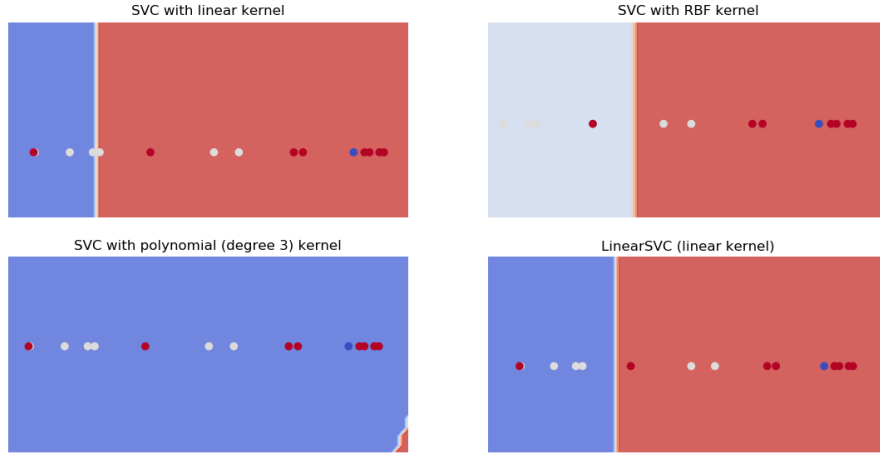 SVC with linear kernel
SVC with RBF kernel
SVC with polynomial (degree 3) kernel
LinearSVC (linear kernel)